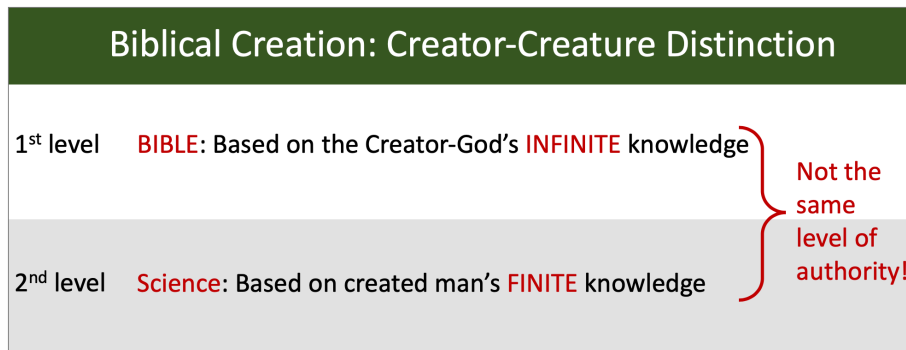 Biblical Creation: Creator-Creature Distinction
1st level BIBLE: Based on the Creator-God's INFINITE knowledge
Not the
same
level of
authority!
2nd level Science: Based on created man's FINITE knowledge